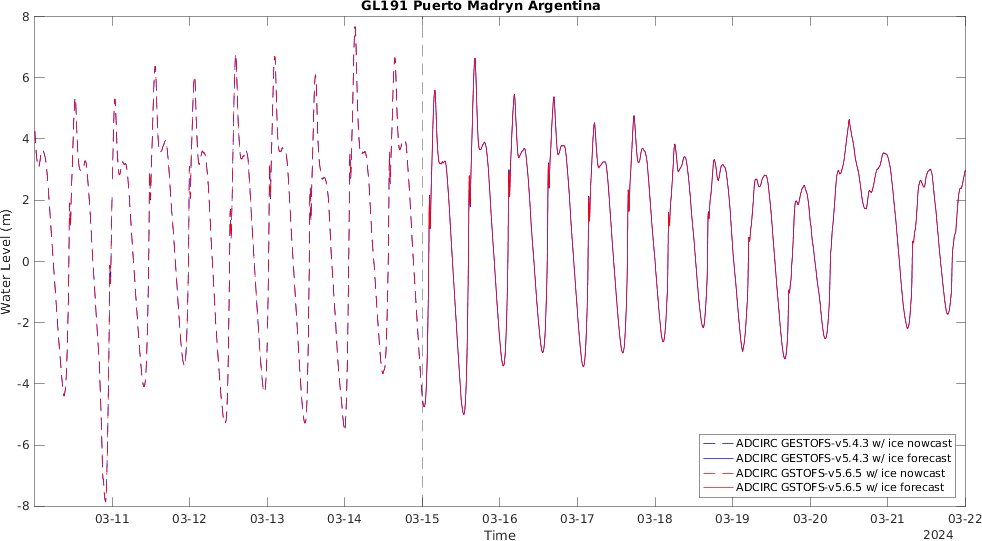 GL191 Puerto Madryn Argentina
8
6
4
2
0
-2
-4
-6
-8
Water Level (m)
03-11 03-12 03-13 03-14 03-15 03-16 03-17 03-18 03-19 03-20 03-21 03-22
Time
2024
ADCIRC GESTOFS-v5.4.3 w/ ice nowcast
ADCIRC GESTOFS-v5.4.3 w/ ice forecast
ADCIRC GSTOFS-v5.6.5 w/ ice nowcast
ADCIRC GSTOFS-v5.6.5 w/ ice forecast